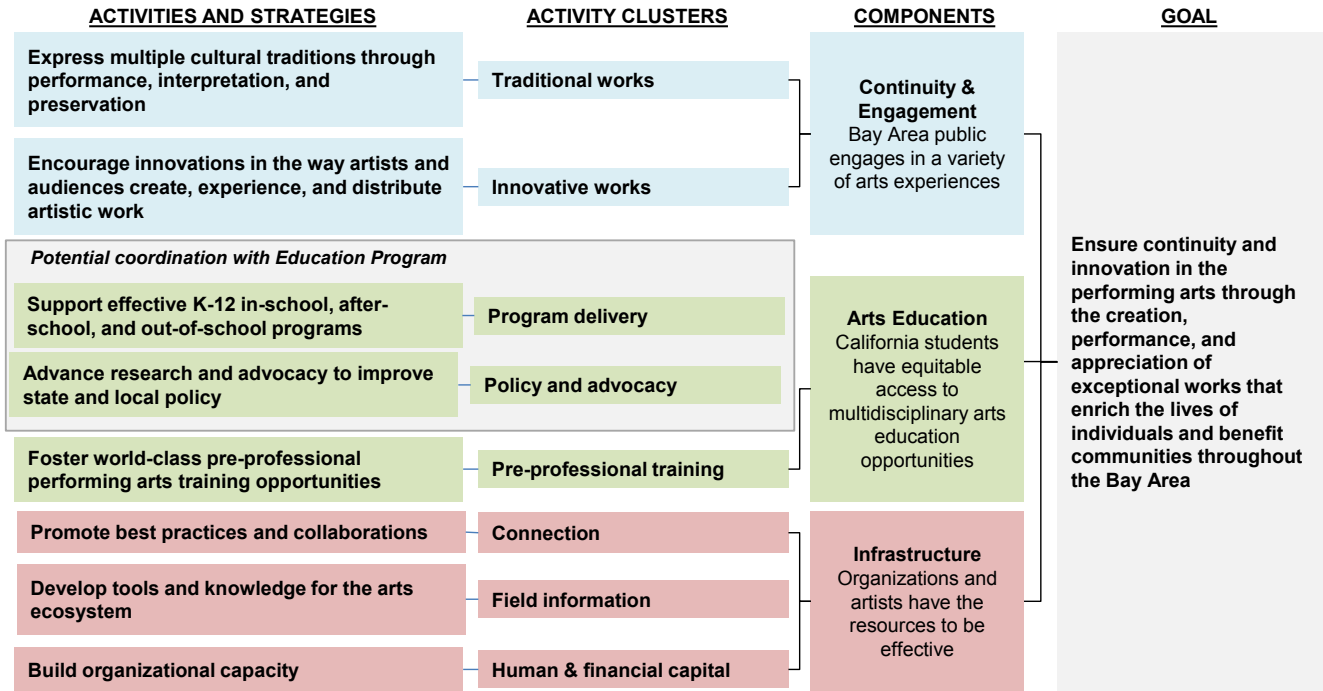 ACTIVITIES AND STRATEGIES
ACTIVITY CLUSTERS
COMPONENTS
GOAL
Express multiple cultural traditions through
performance, interpretation, and
preservation
Traditional works
Encourage innovations in the way artists and
audiences create, experience, and distribute
artistic work
Innovative works
Continuity &
Engagement
Bay Area public
engages in a variety
of arts experiences
Potential coordination with Education Program
Support effective K-12 in-school, after-
school, and out-of-school programs
Program delivery
Advance research and advocacy to improve
state and local policy
Policy and advocacy
Foster world-class pre-professional
performing arts training opportunities
Pre-professional training
Arts Education
California students
have equitable
access to
multidisciplinary arts
education
opportunities
Promote best practices and collaborations
Connection
Develop tools and knowledge for the arts
ecosystem
Field information
Build organizational capacity
Human & financial capital
Infrastructure
Organizations and
artists have the
resources to be
effective
Ensure continuity and
innovation in the
performing arts through
the creation,
performance, and
appreciation of
exceptional works that
enrich the lives of
individuals and benefit
communities throughout
the Bay Area